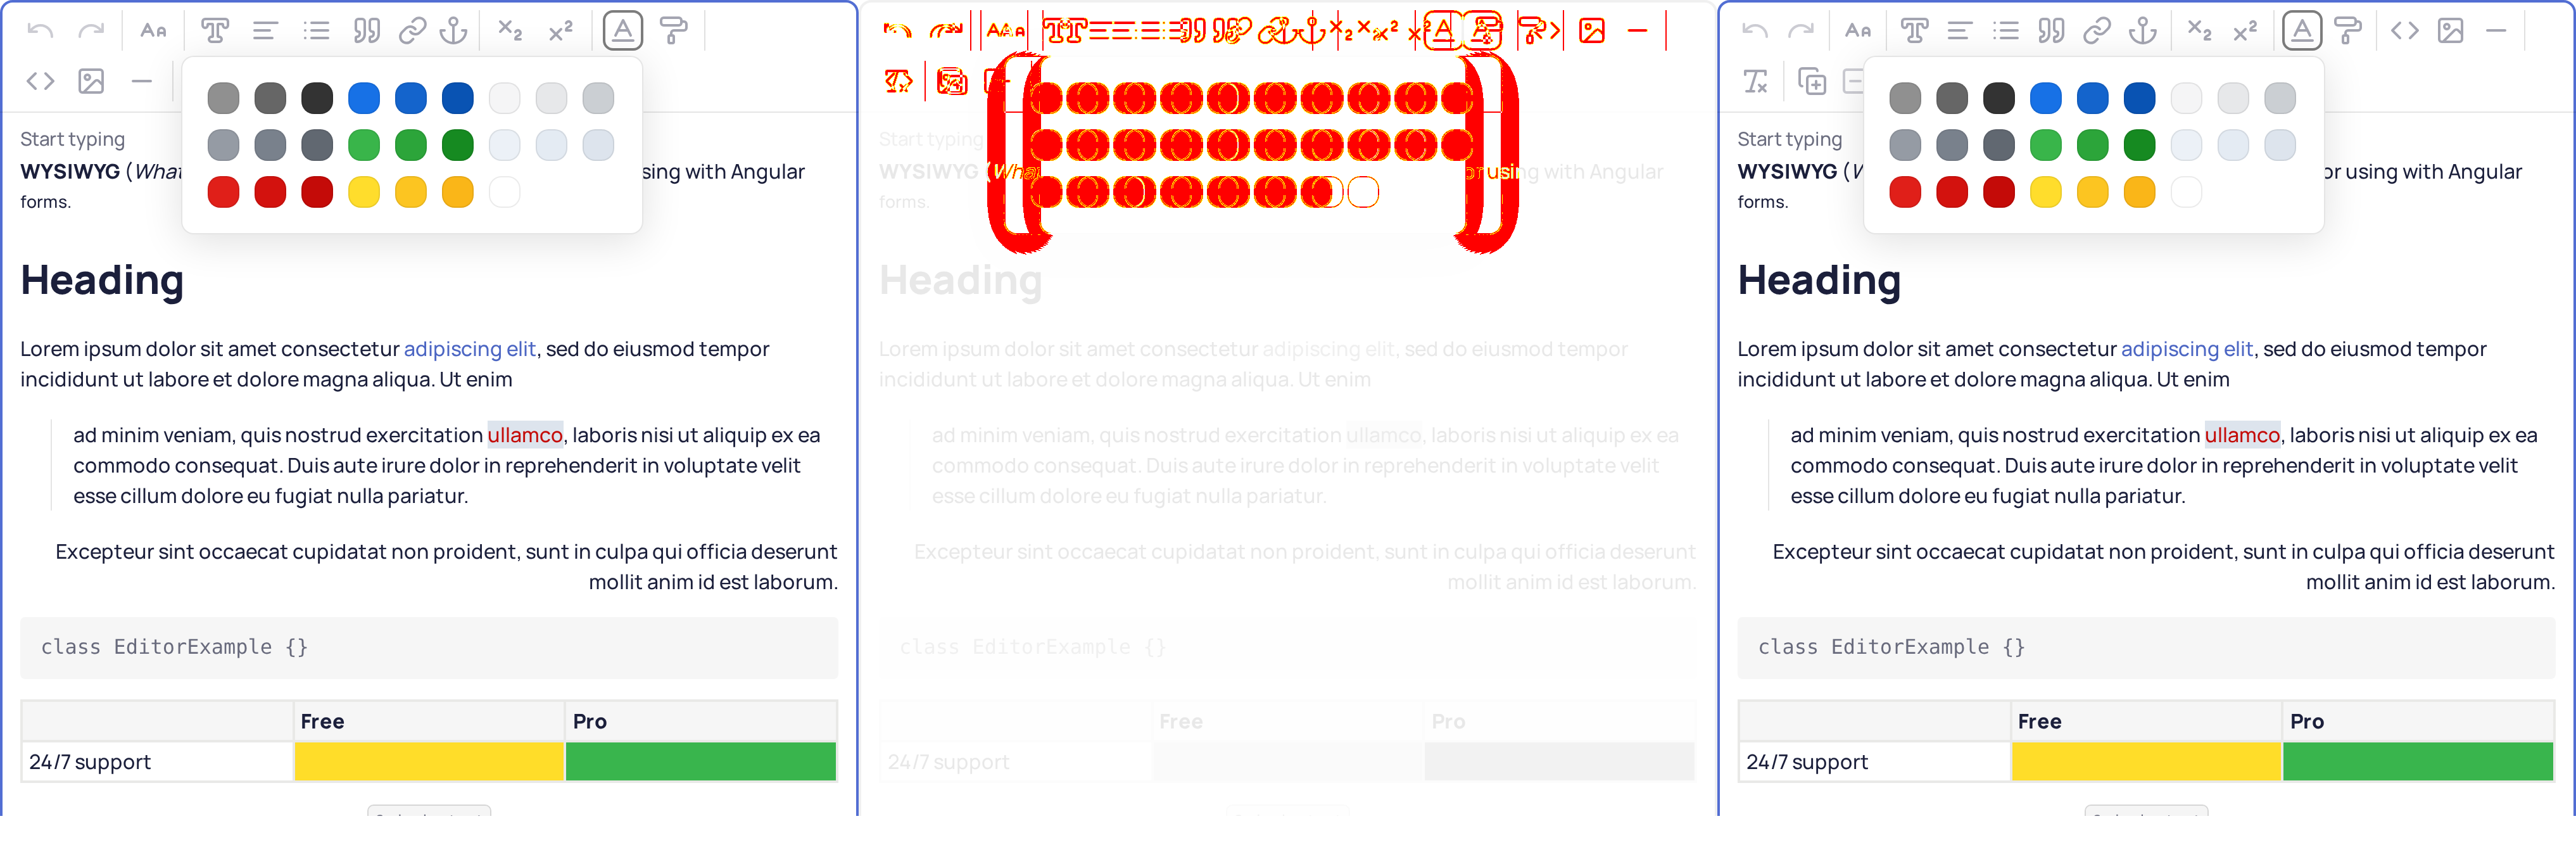 Start typing
WYSIWYG (What sing with Angular
forms.
Heading
Lorem ipsum dolor sit amet consectetur adipiscing elit, sed do eiusmod tempor
incididunt ut labore et dolore magna aliqua. Ut enim
ad minim veniam, quis nostrud exercitation ullamco, laboris nisi ut aliquip ex ea
commodo consequat. Duis aute irure dolor in reprehenderit in voluptate velit
esse cillum dolore eu fugiat nulla pariatur.
Excepteur sint occaecat cupidatat non proident, sunt in culpa qui officia deserunt
mollit anim id est laborum.
class EditorExample {}
Free Pro
24/7 support
Start typing
WYSIWYG (What or using with Angular
forms.
Heading
Lorem ipsum dolor sit amet consectetur adipiscing elit, sed do eiusmod tempor
incididunt ut labore et dolore magna aliqua. Ut enim
ad minim veniam, quis nostrud exercitation ullamco, laboris nisi ut aliquip ex ea
commodo consequat. Duis aute irure dolor in reprehenderit in voluptate velit
esse cillum dolore eu fugiat nulla pariatur.
Excepteur sint occaecat cupidatat non proident, sunt in culpa qui officia deserunt
mollit anim id est laborum.
class EditorExample {}
Free Pro
24/7 support
Start typing
WYSIWYG ( or using with Angular
forms.
Heading
Lorem ipsum dolor sit amet consectetur adipiscing elit, sed do eiusmod tempor
incididunt ut labore et dolore magna aliqua. Ut enim
ad minim veniam, quis nostrud exercitation ullamco, laboris nisi ut aliquip ex ea
commodo consequat. Duis aute irure dolor in reprehenderit in voluptate velit
esse cillum dolore eu fugiat nulla pariatur.
Excepteur sint occaecat cupidatat non proident, sunt in culpa qui officia deserunt
mollit anim id est laborum.
class EditorExample {}
Free Pro
24/7 support